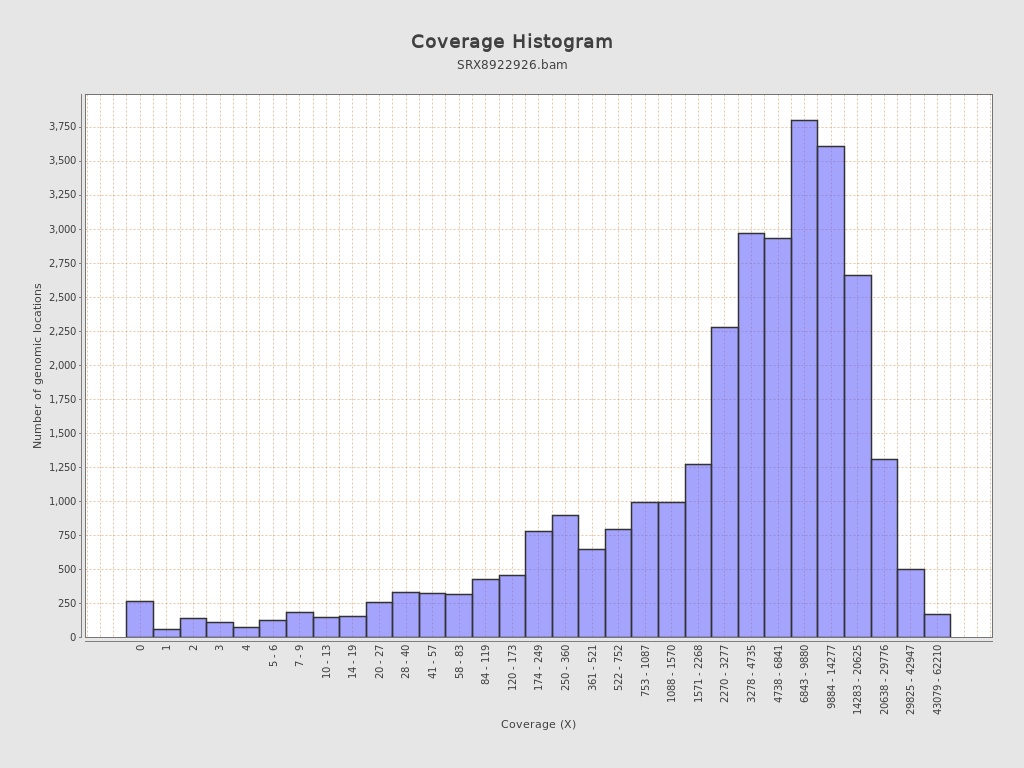 Coverage Histogram
SRX8922926.bam
Number of genomic locations
3,750
3,500
3,250
3,000
2,750
2,500
2,250
2,000
1,750
1,500
1,250
1,000
750
500
250
0
0
1
2
3
4
5 - 6
7 - 9
10 - 13
14 - 19
20 - 27
28 - 40
41 - 57
58 - 83
84 - 119
120 - 173
174 - 249
250 - 360
361 - 521
522 - 752
753 - 1087
1088 - 1570
1571 - 2268
2270 - 3277
3278 - 4735
4738 - 6841
6843 - 9880
9884 - 14277
14283 - 20625
20638 - 29776
29825 - 42947
43079 - 62210
Coverage (X)